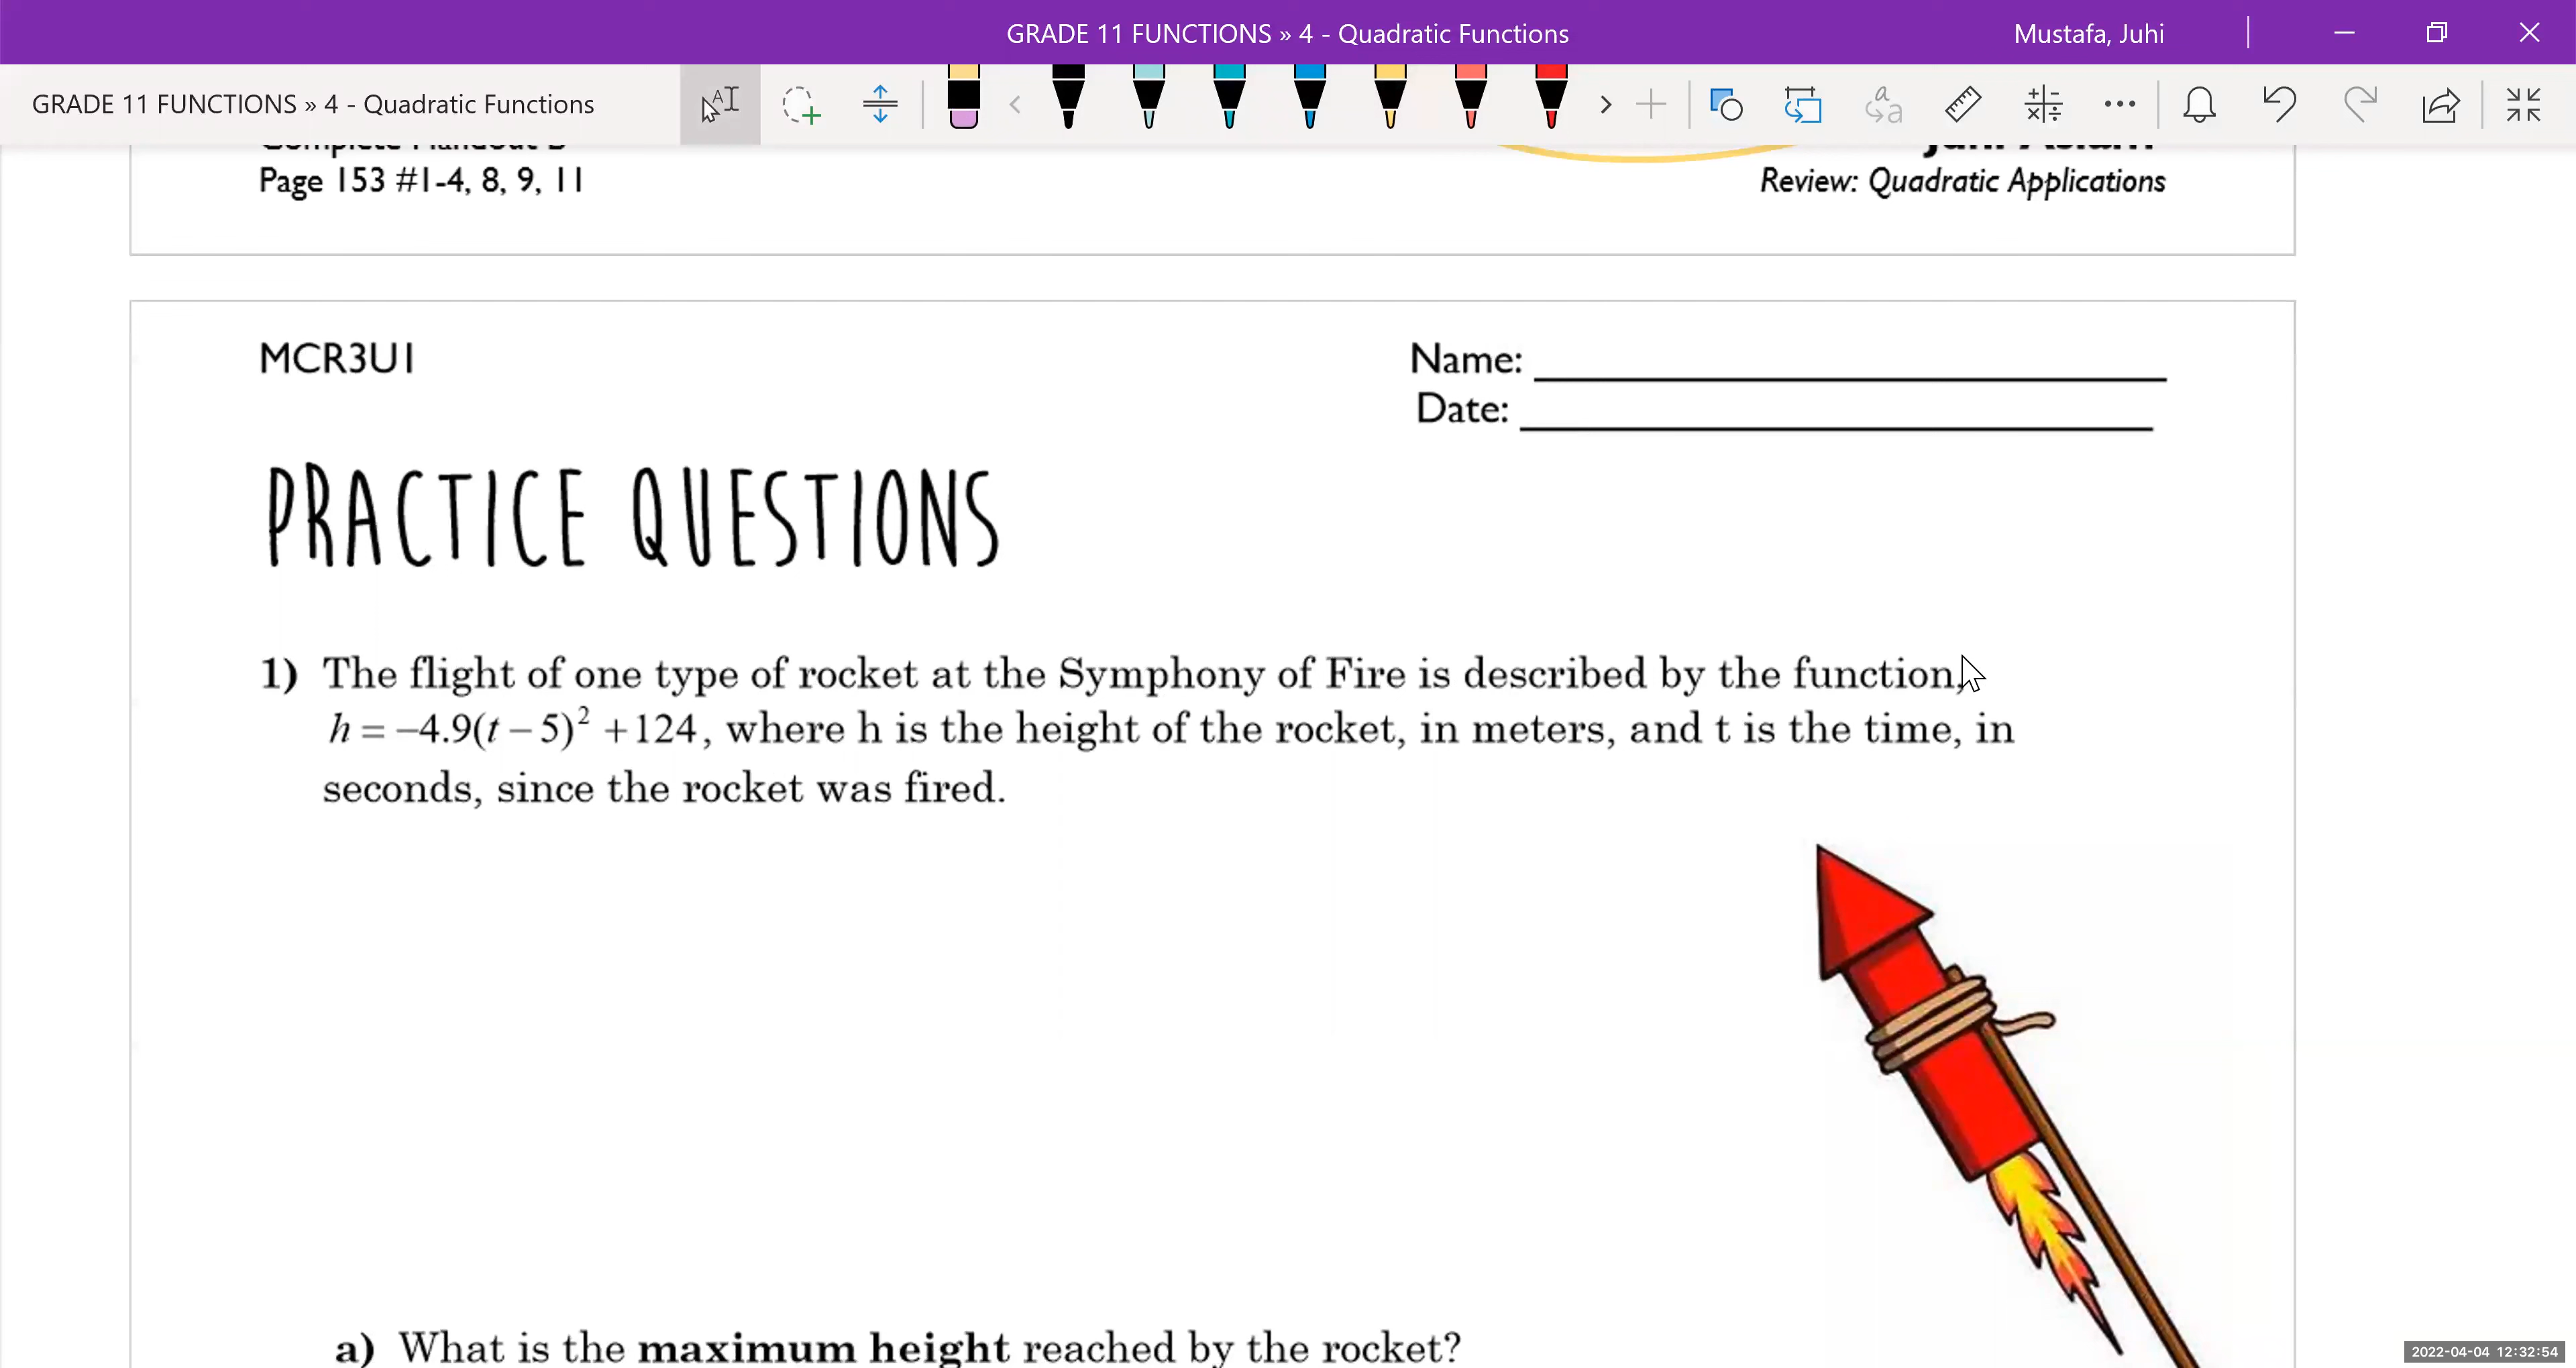 GRADE 11 FUNCTIONS » 4 - Quadratic Functions
Mustafa, Juhi
GRADE 11 FUNCTIONS » 4 - Quadratic Functions
Page 153 #1-4, 8, 9, 11
Review: Quadratic Applications
MCR3U1
Name:
Date:
PRACTICE QUESTIONS
1) The flight of one type of rocket at the Symphony of Fire is described by the function,
h = −4.9(t − 5)² + 124, where h is the height of the rocket, in meters, and t is the time, in
seconds, since the rocket was fired.
a) What is the maximum height reached by the rocket?
2022-04-04 12:32:54